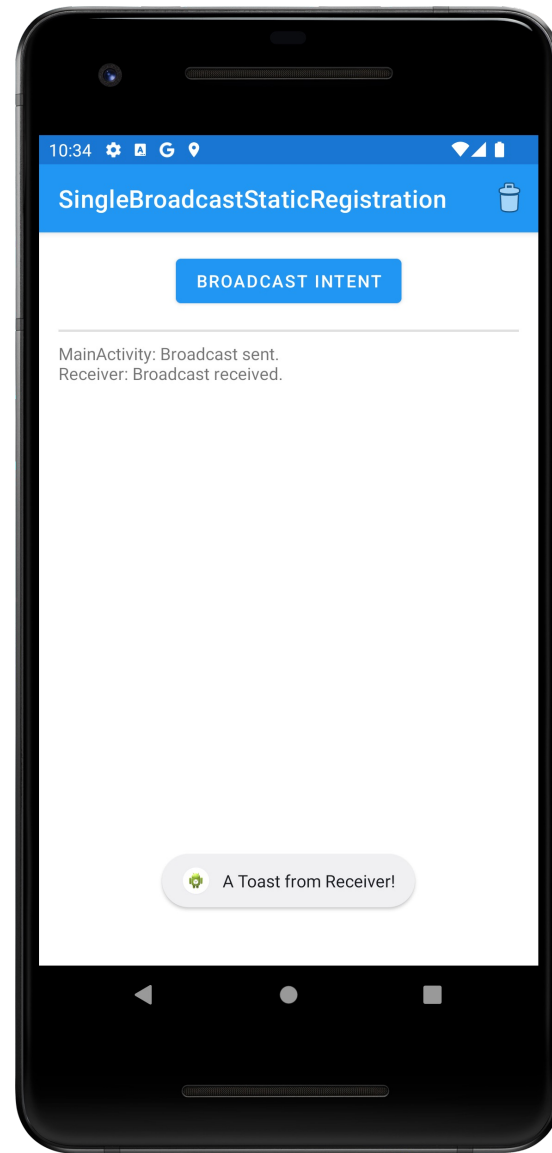 10:34
SingleBroadcastStaticRegistration
BROADCAST INTENT
MainActivity: Broadcast sent.
Receiver: Broadcast received.
A Toast from Receiver!